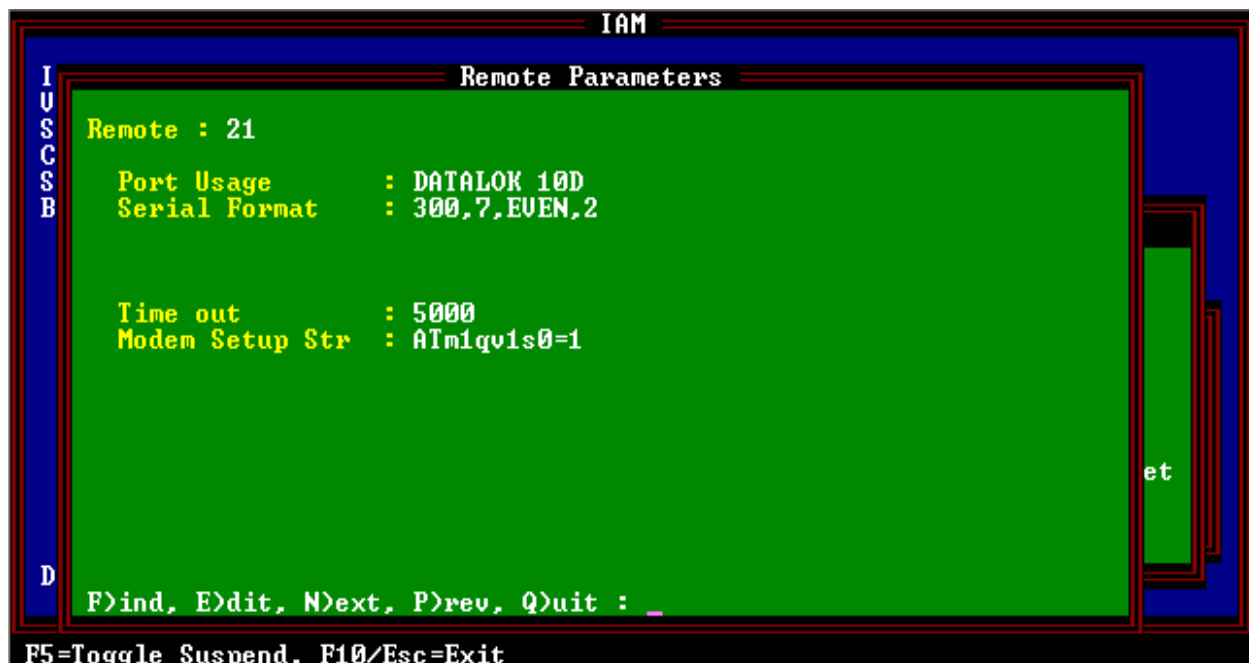 IAM
Remote Parameters
I
V
S
C
S
B
D
Remote : 21
Port Usage : DATALOK 10D
Serial Format : 300,7,EVEN,2
Time out : 5000
Modem Setup Str : ATm1qv1s0=1
et
F)ind, E)dit, N)ext, P)rev, Q)uit : _
F5=Toggle Suspend, F10/Esc=Exit